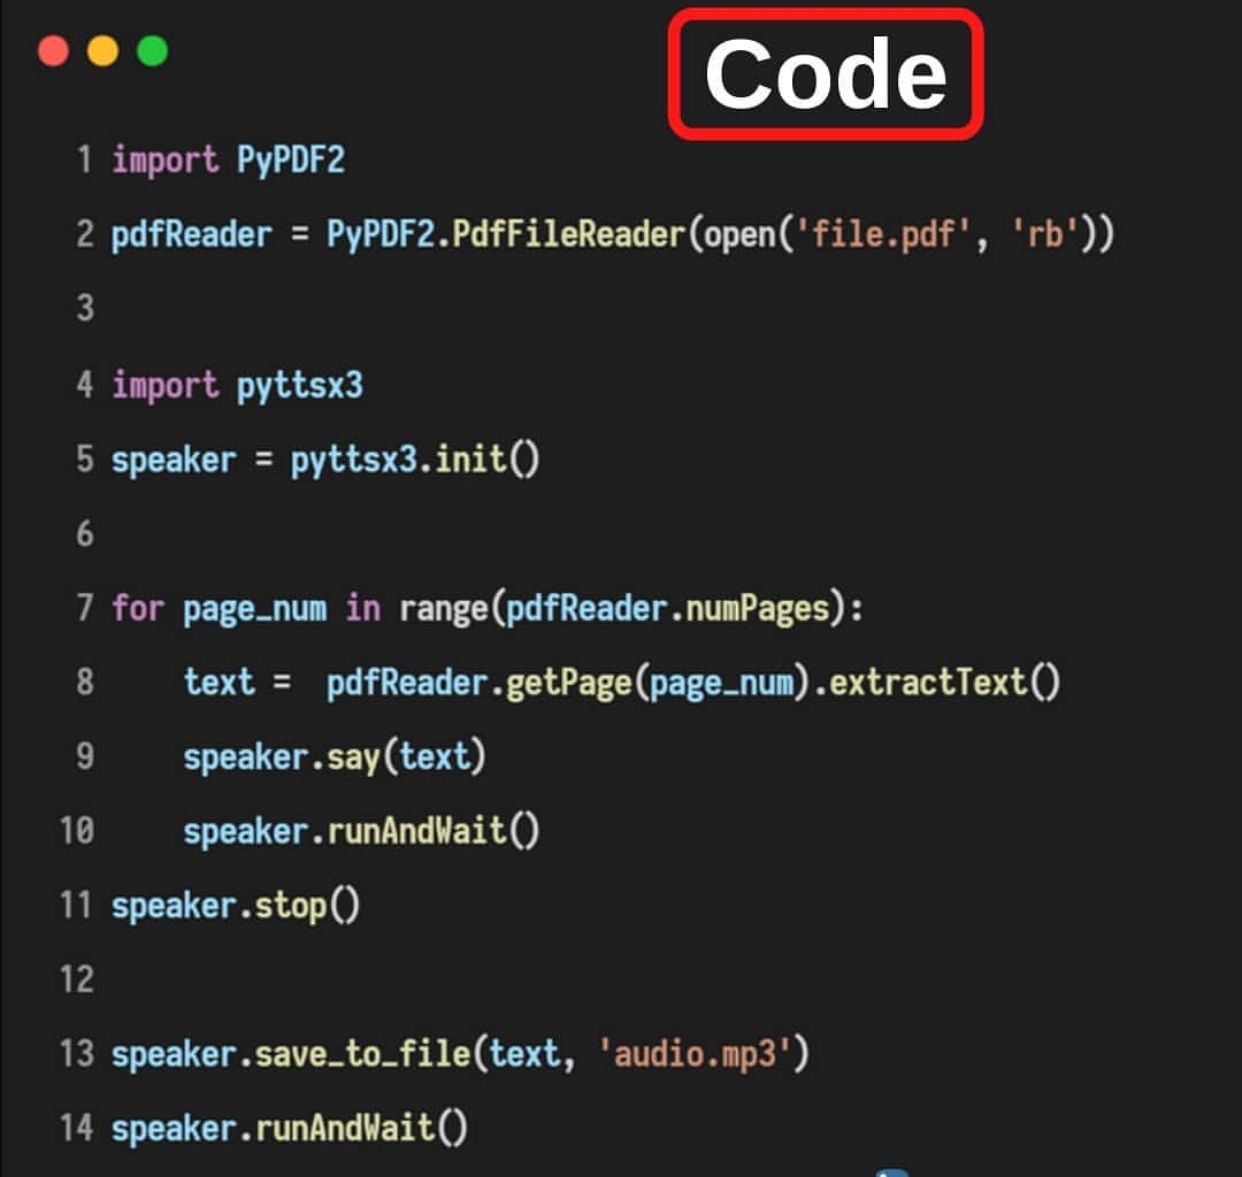 Code
1 import PyPDF2
2 pdfReader = PyPDF2.PdfFileReader(open('file.pdf', 'rb'))
3
4 import pyttsx3
5 speaker = pyttsx3.init()
6
7 for page_num in range(pdfReader.numPages):
8     text =  pdfReader.getPage(page_num).extractText()
9     speaker.say(text)
10     speaker.runAndWait()
11 speaker.stop()
12
13 speaker.save_to_file(text, 'audio.mp3')
14 speaker.runAndWait()